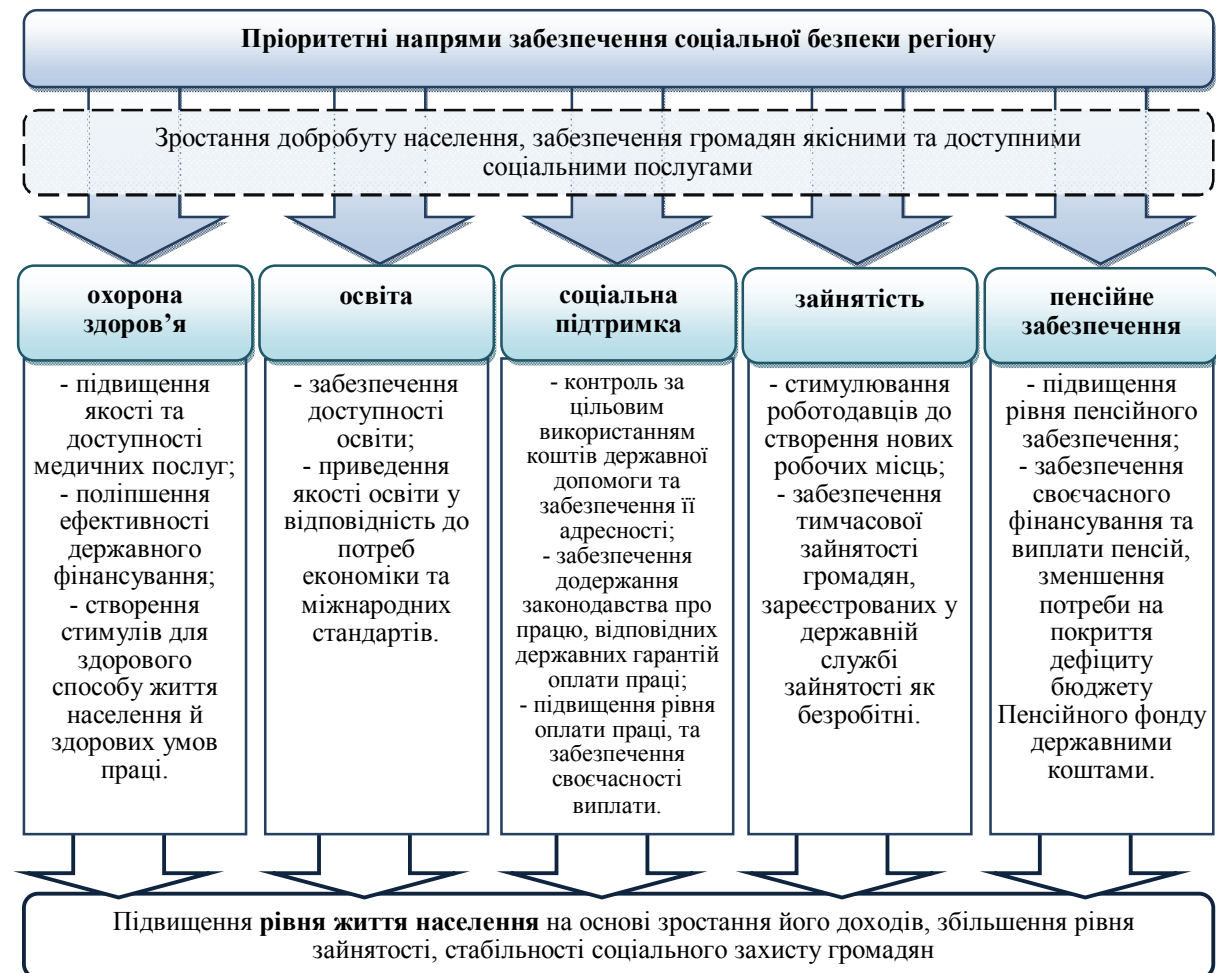 Пріоритетні напрями забезпечення соціальної безпеки регіону
Зростання добробуту населення, забезпечення громадян якісними та доступними
соціальними послугами
охорона
здоров’я
- підвищення
якості та
доступності
медичних послуг;
- поліпшення
ефективності
державного
фінансування;
- створення
стимулів для
здорового
способу життя
населення й
здорових умов
праці.
освіта
- забезпечення
доступності
освіти;
- приведення
якості освіти у
відповідність до
потреб
економіки та
міжнародних
стандартів.
соціальна
підтримка
- контроль за
цільовим
використанням
коштів державної
допомоги та
забезпечення її
адресності;
- забезпечення
додержання
законодавства про
працю, відповідних
державних гарантій
оплати праці;
- підвищення рівня
оплати праці, та
забезпечення
своєчасності
виплати.
зайнятість
- стимулювання
роботодавців до
створення нових
робочих місць;
- забезпечення
тимчасової
зайнятості
громадян,
зареєстрованих у
державній
службі
зайнятості як
безробітні.
пенсійне
забезпечення
- підвищення
рівня пенсійного
забезпечення;
- забезпечення
своєчасного
фінансування та
виплати пенсій,
зменшення
потреби на
покриття
дефіциту
бюджету
Пенсійного фонду
державними
коштами.
Підвищення рівня життя населення на основі зростання його доходів, збільшення рівня
зайнятості, стабільності соціального захисту громадян